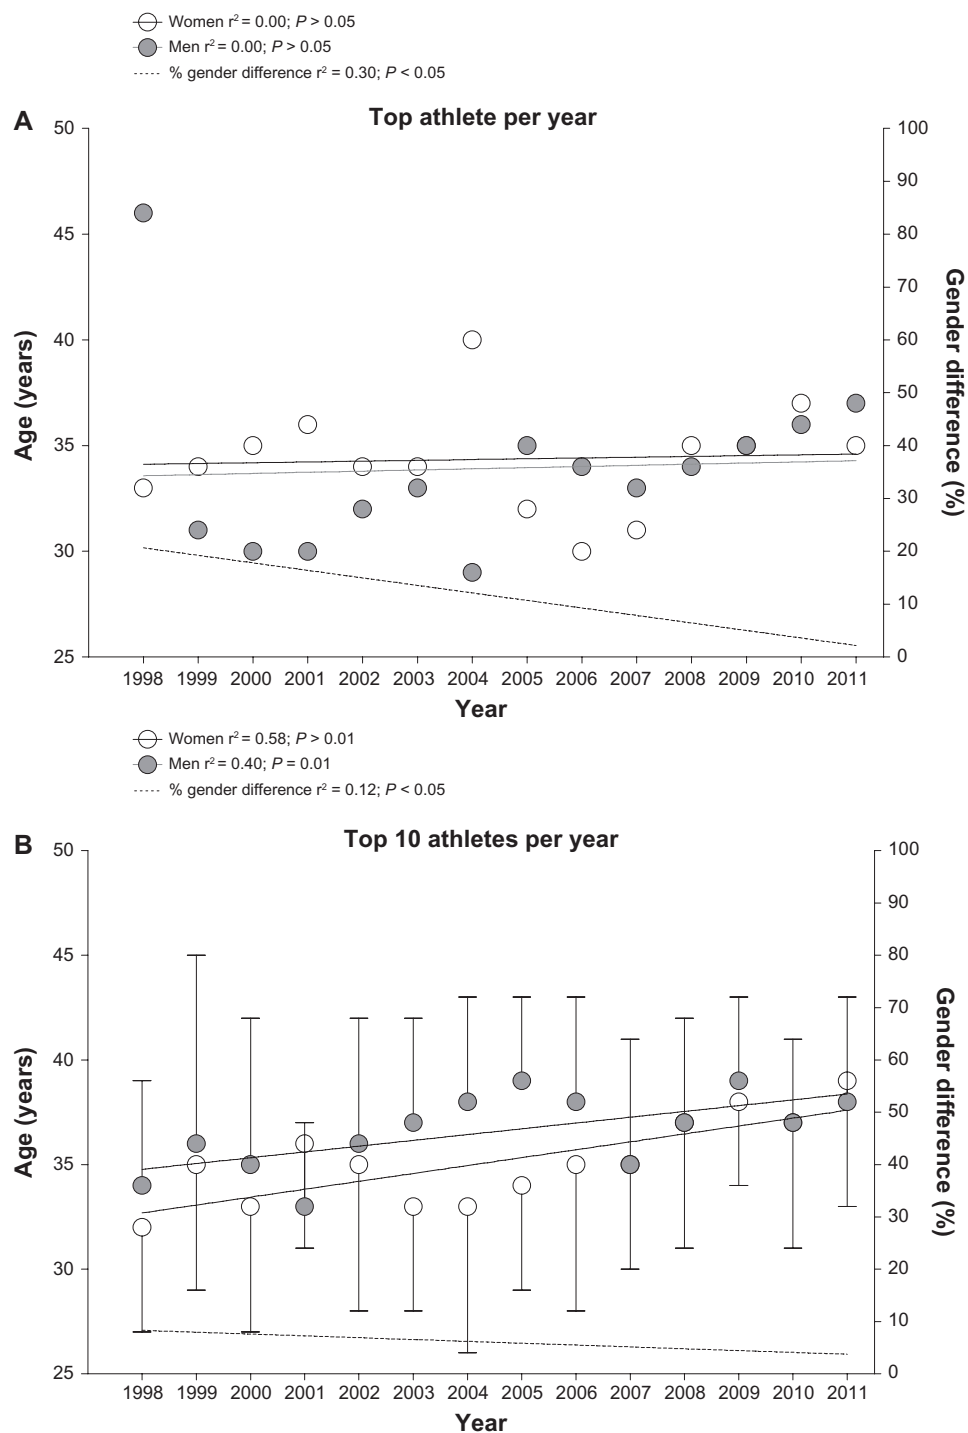 Women r² = 0.00; P > 0.05
Men r² = 0.00; P > 0.05
% gender difference r² = 0.30; P < 0.05
A
Top athlete per year
50
45
40
35
30
25
Age (years)
100
90
80
70
60
50
40
30
20
10
0
Gender difference (%)
1998 1999 2000 2001 2002 2003 2004 2005 2006 2007 2008 2009 2010 2011
Year
Women r² = 0.58; P > 0.01
Men r² = 0.40; P = 0.01
% gender difference r² = 0.12; P < 0.05
B
Top 10 athletes per year
50
45
40
35
30
25
Age (years)
100
90
80
70
60
50
40
30
20
10
0
Gender difference (%)
1998 1999 2000 2001 2002 2003 2004 2005 2006 2007 2008 2009 2010 2011
Year